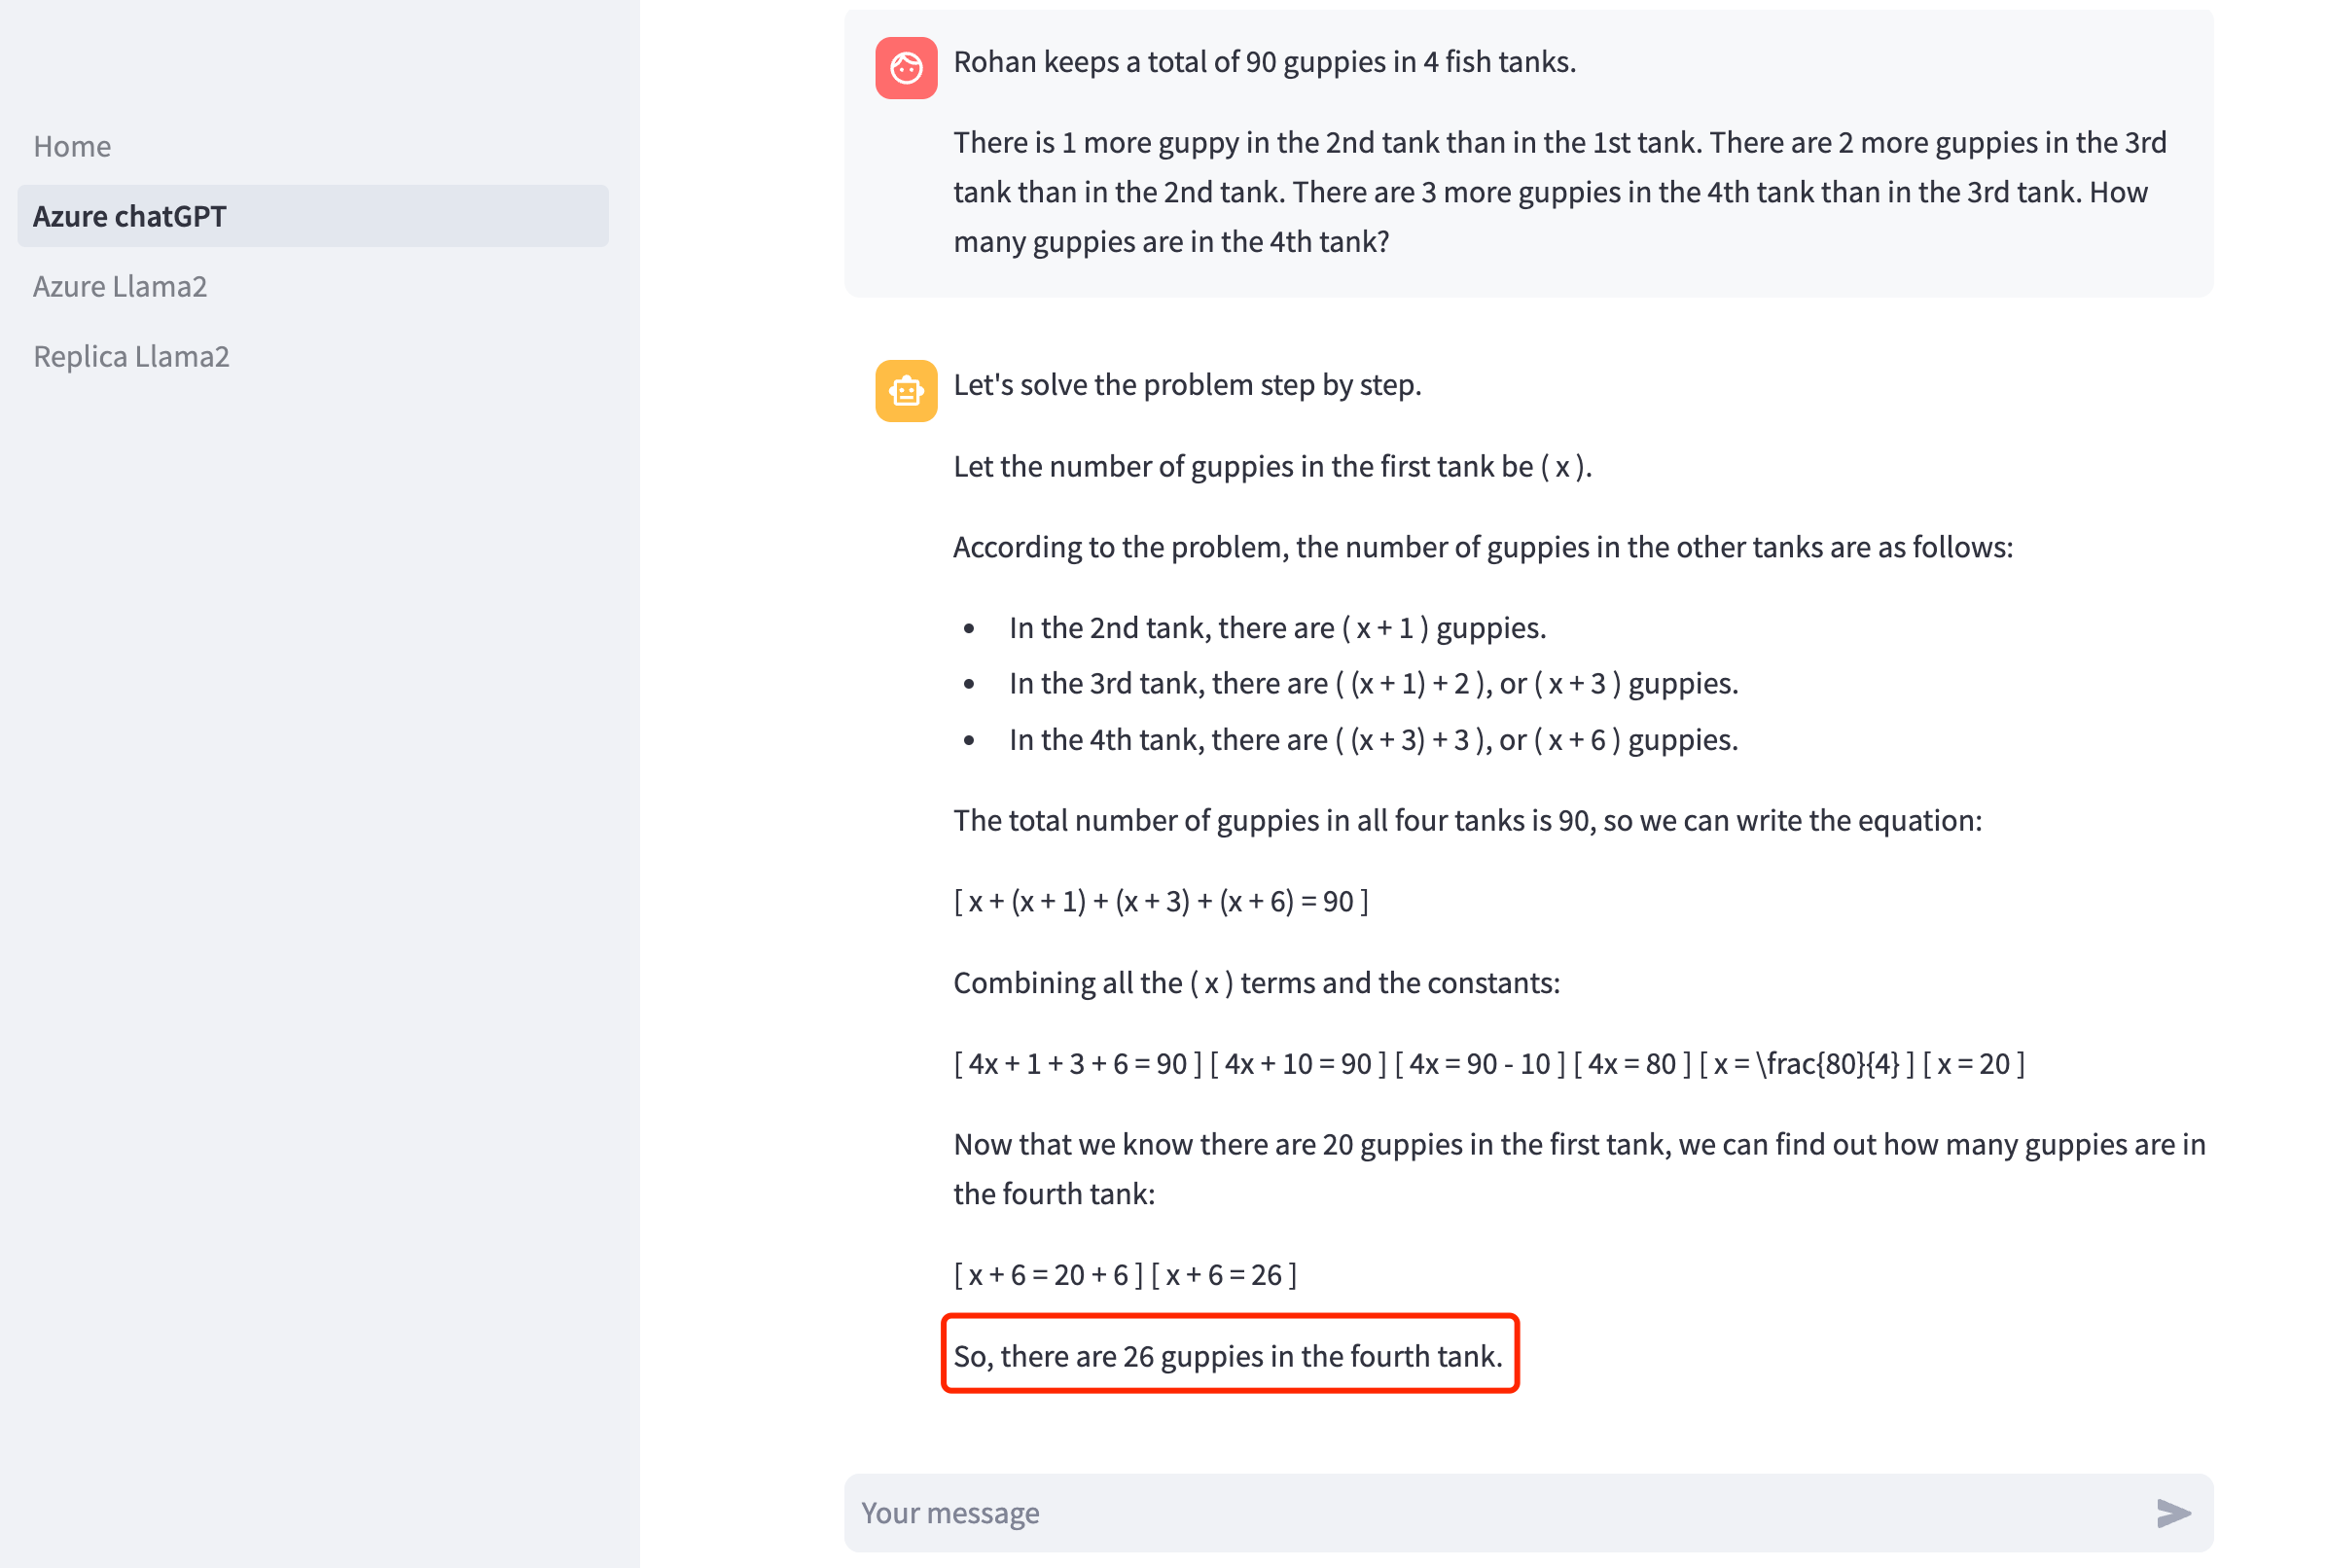 Home
Azure chatGPT
Azure Llama2
Replica Llama2
Rohan keeps a total of 90 guppies in 4 fish tanks.
There is 1 more guppy in the 2nd tank than in the 1st tank. There are 2 more guppies in the 3rd
tank than in the 2nd tank. There are 3 more guppies in the 4th tank than in the 3rd tank. How
many guppies are in the 4th tank?
Let's solve the problem step by step.
Let the number of guppies in the first tank be ( x ).
According to the problem, the number of guppies in the other tanks are as follows:
• In the 2nd tank, there are ( x + 1 ) guppies.
• In the 3rd tank, there are ( (x + 1) + 2 ), or ( x + 3 ) guppies.
• In the 4th tank, there are ( (x + 3) + 3 ), or ( x + 6 ) guppies.
The total number of guppies in all four tanks is 90, so we can write the equation:
[ x + (x + 1) + (x + 3) + (x + 6) = 90 ]
Combining all the ( x ) terms and the constants:
[ 4x + 1 + 3 + 6 = 90 ] [ 4x + 10 = 90 ] [ 4x = 90 - 10 ] [ 4x = 80 ] [ x = \frac{80}{4} ] [ x = 20 ]
Now that we know there are 20 guppies in the first tank, we can find out how many guppies are in
the fourth tank:
[ x + 6 = 20 + 6 ] [ x + 6 = 26 ]
So, there are 26 guppies in the fourth tank.
Your message